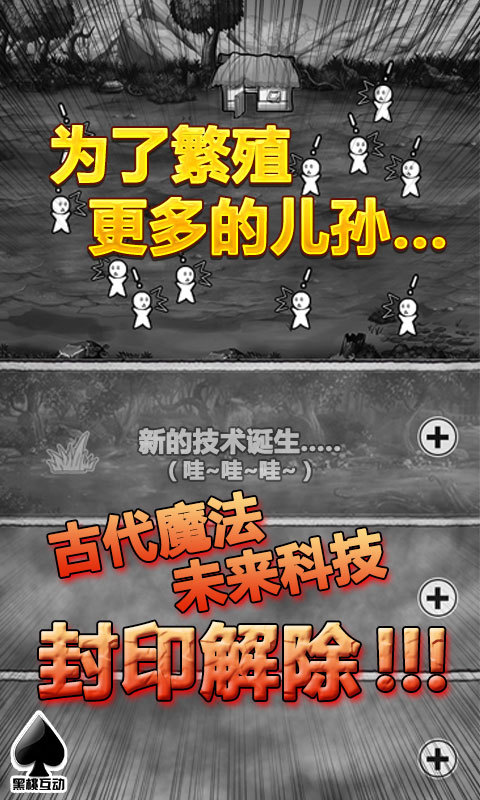 为了繁殖
更多的儿孙...
新的技术诞生.....
（哇~哇~哇~）
古代魔法
未来科技
封印解除!!!
黑桃互动